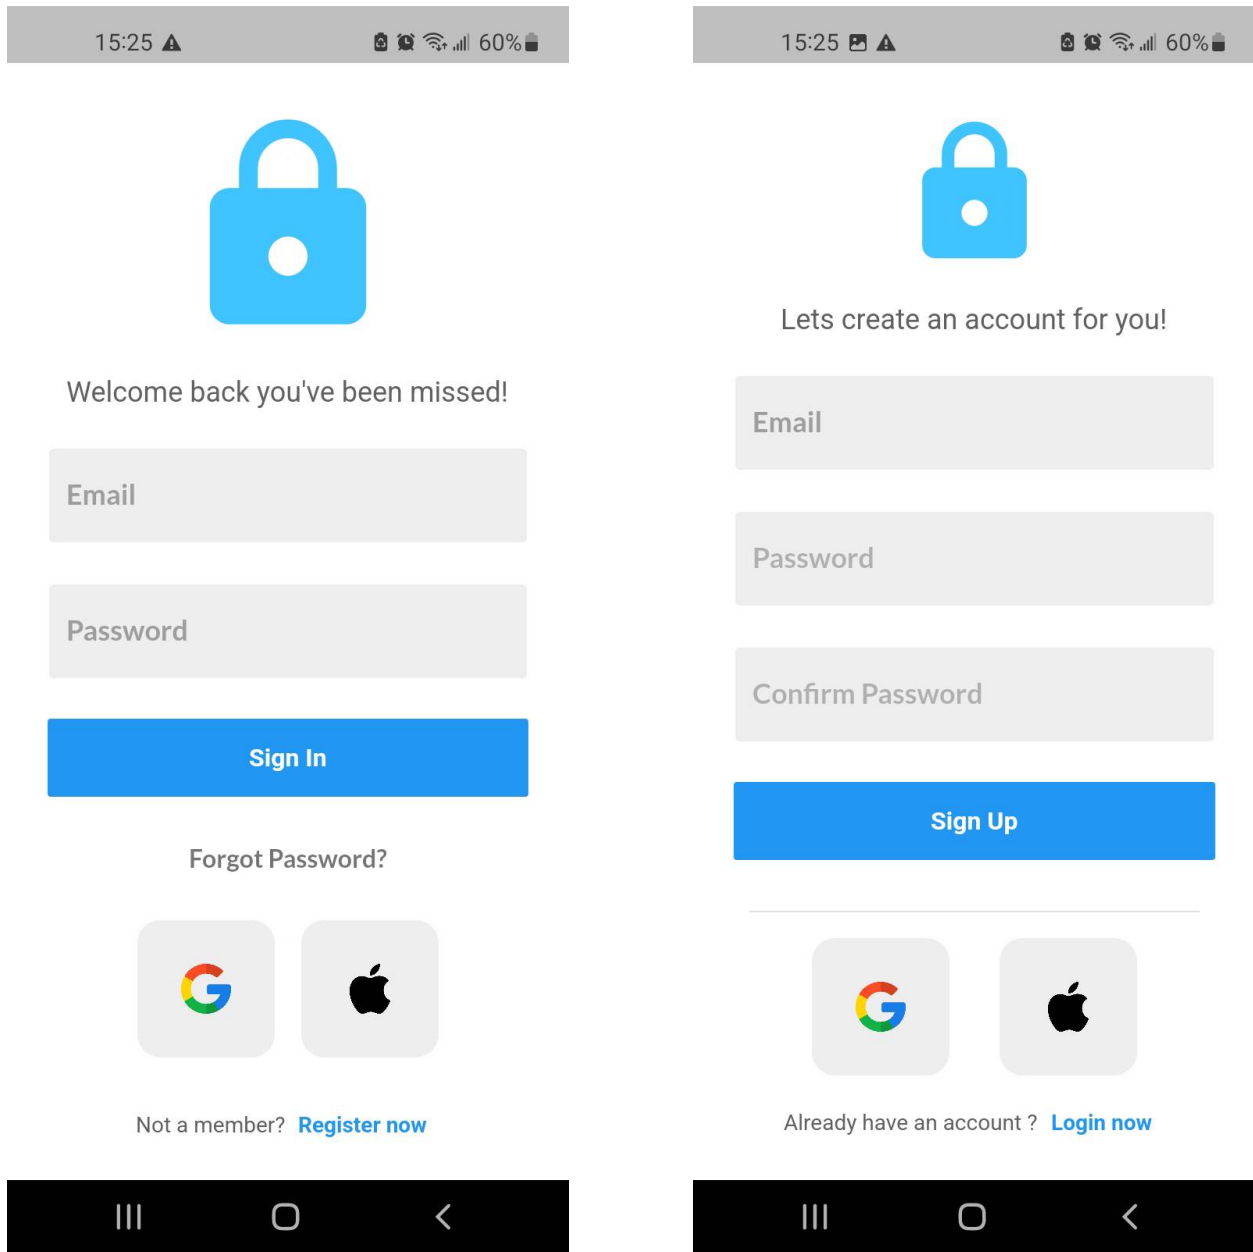 15:25
60%
Welcome back you've been missed!
Email
Password
Sign In
Forgot Password?
Not a member? Register now
15:25
60%
Lets create an account for you!
Email
Password
Confirm Password
Sign Up
Already have an account ? Login now